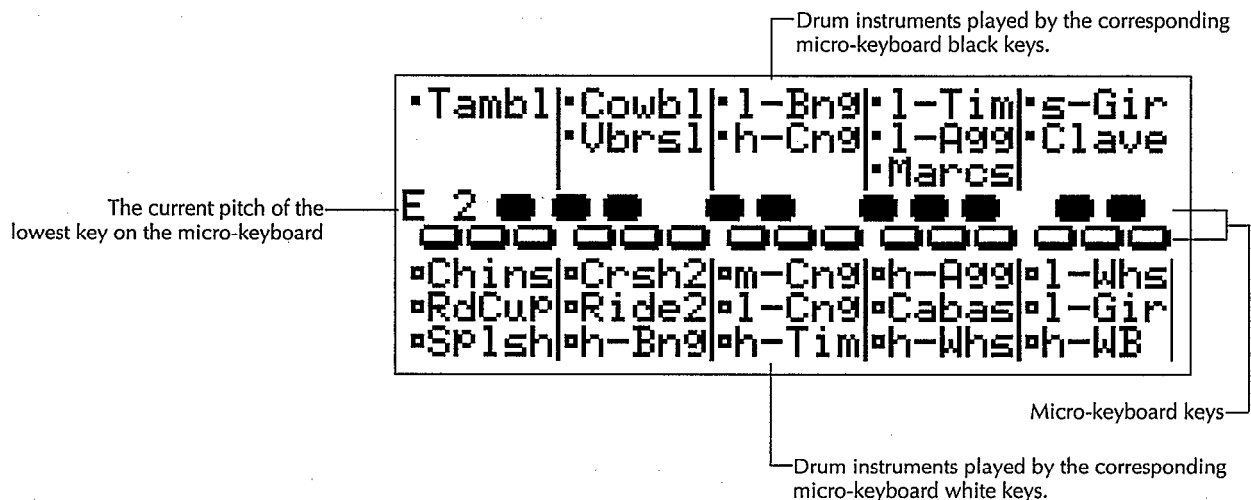 Drum instruments played by the corresponding
micro-keyboard black keys.
Tambl Cowbl l-Bng l-Tim s-Gir
Vbrsl h-Cng l-Agg Clave
Marcs
The current pitch of the
lowest key on the micro-keyboard
E 2
Chins Crsh2 m-Cng h-Agg l-Whs
RdCup Ride2 l-Cng Cabas l-Gir
Splsh h-Bng h-Tim h-Whs h-WB
Micro-keyboard keys
Drum instruments played by the corresponding
micro-keyboard white keys.